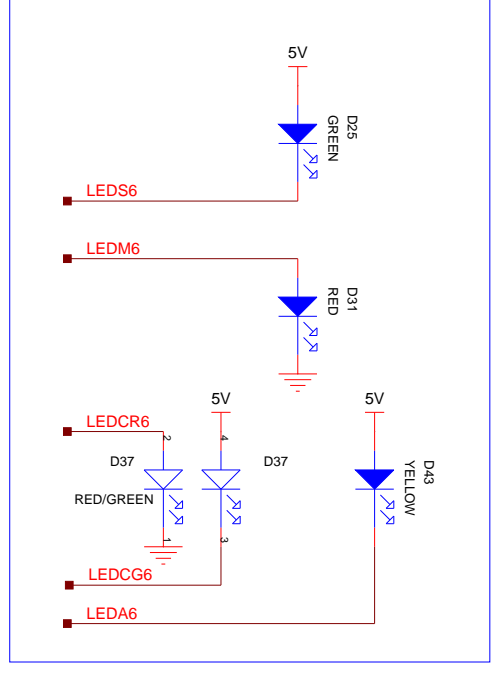 5V
D25
GREEN
LEDS6
LEDM6
D31
RED
5V
5V
LEDCR6
2
4
D37
D37
D43
YELLOW
RED/GREEN
1
3
LEDCG6
LEDA6